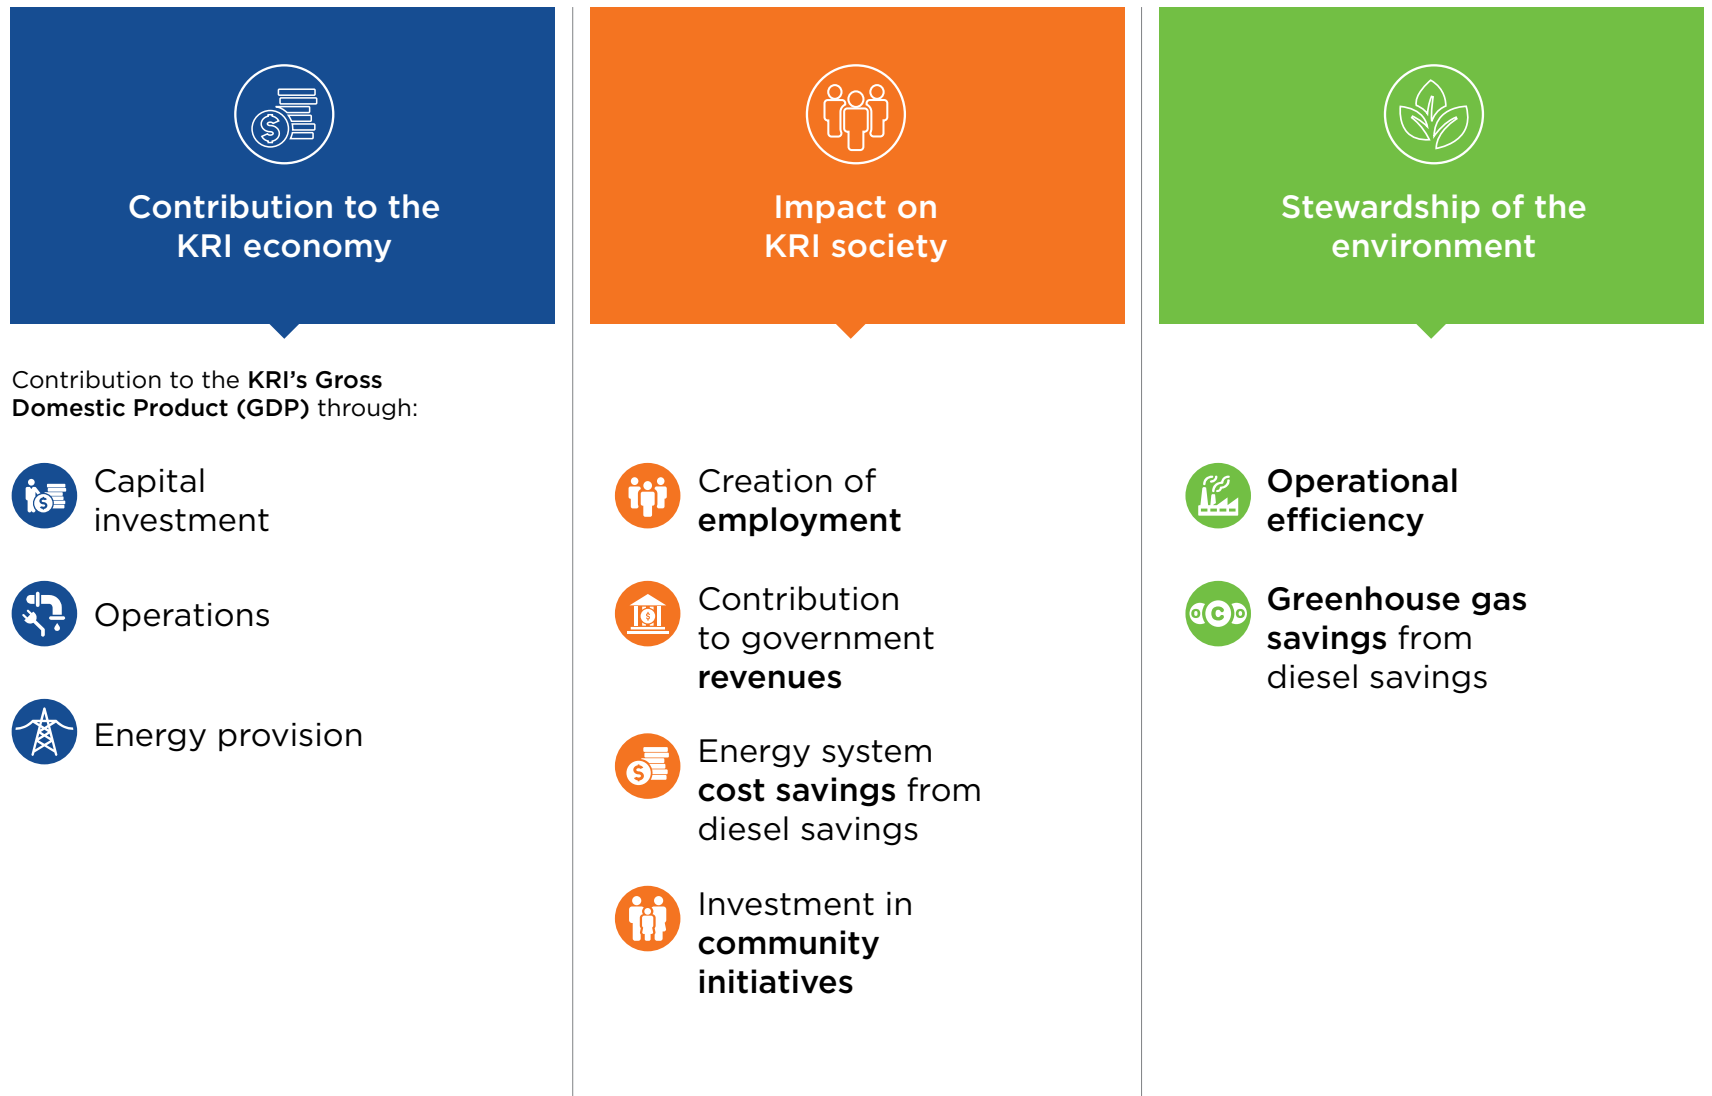 Contribution to the
KRI economy
Contribution to the KRI’s Gross
Domestic Product (GDP) through:
$
Capital
investment
Operations
Energy provision
Impact on
KRI society
Creation of
employment
Contribution
to government
revenues
Energy system
cost savings from
diesel savings
Investment in
community
initiatives
Stewardship of the
environment
Operational
efficiency
OCO
Greenhouse gas
savings from
diesel savings